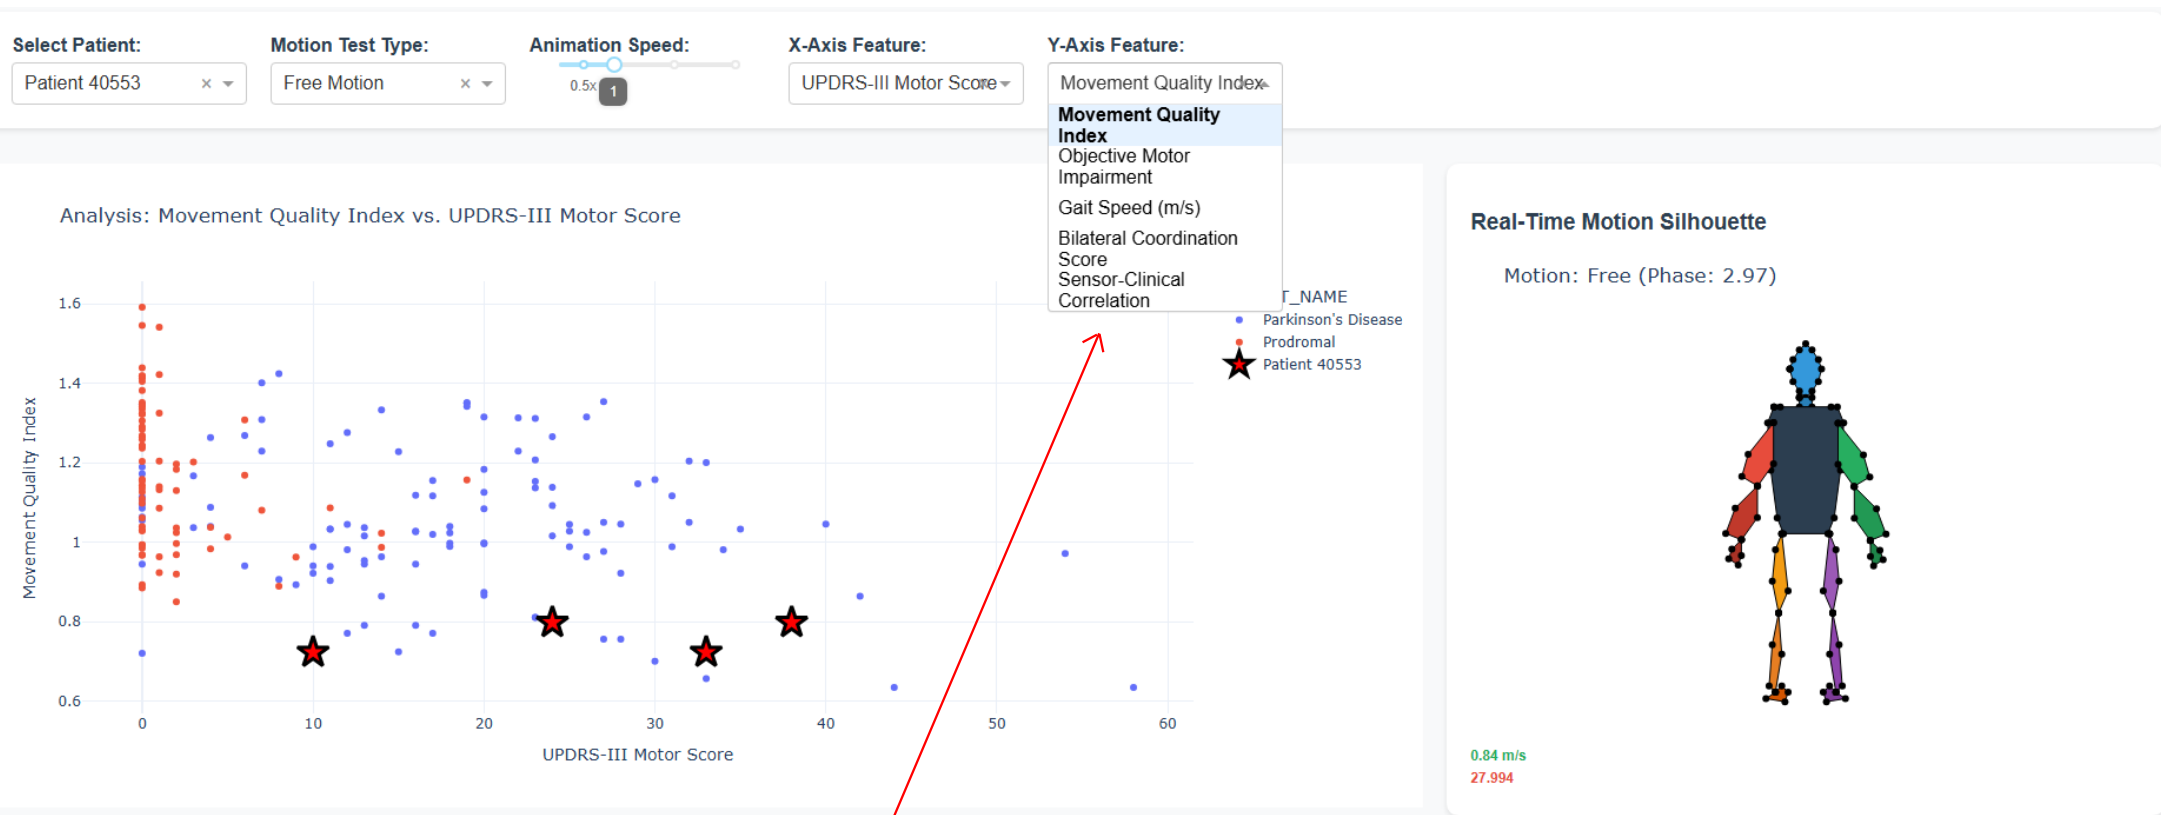 Select Patient:
Motion Test Type:
Animation Speed:
X-Axis Feature:
Y-Axis Feature:
Patient 40553
Free Motion
0.5x
1
UPDRS-III Motor Score
Movement Quality Index
Movement Quality
Index
Objective Motor
Impairment
Gait Speed (m/s)
Bilateral Coordination
Score
Sensor-Clinical
Correlation
Analysis: Movement Quality Index vs. UPDRS-III Motor Score
T_NAME
Parkinson's Disease
Prodromal
Patient 40553
Movement Quality Index
1.6
1.4
1.2
1
0.8
0.6
0
10
20
30
40
50
60
UPDRS-III Motor Score
Real-Time Motion Silhouette
Motion: Free (Phase: 2.97)
0.84 m/s
27.994